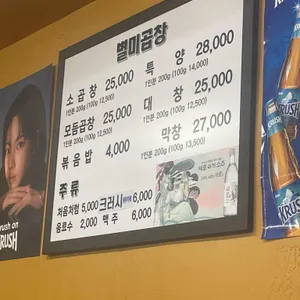 별미곱창
소곱창 25,000
1인분 200g (100g 12,500)
모듬곱창 25,000
1인분 200g (100g 12,500)
볶음밥 4,000
특양 28,000
1인분 200g (100g 14,000)
대창 25,000
1인분 200g (100g 12,500)
막창 27,000
1인분 200g (100g 13,500)
주류
처음처럼 5,000 크러시 6,000
음료수 2,000 맥주 6,000
Krush on
KRUSH
KRUSH